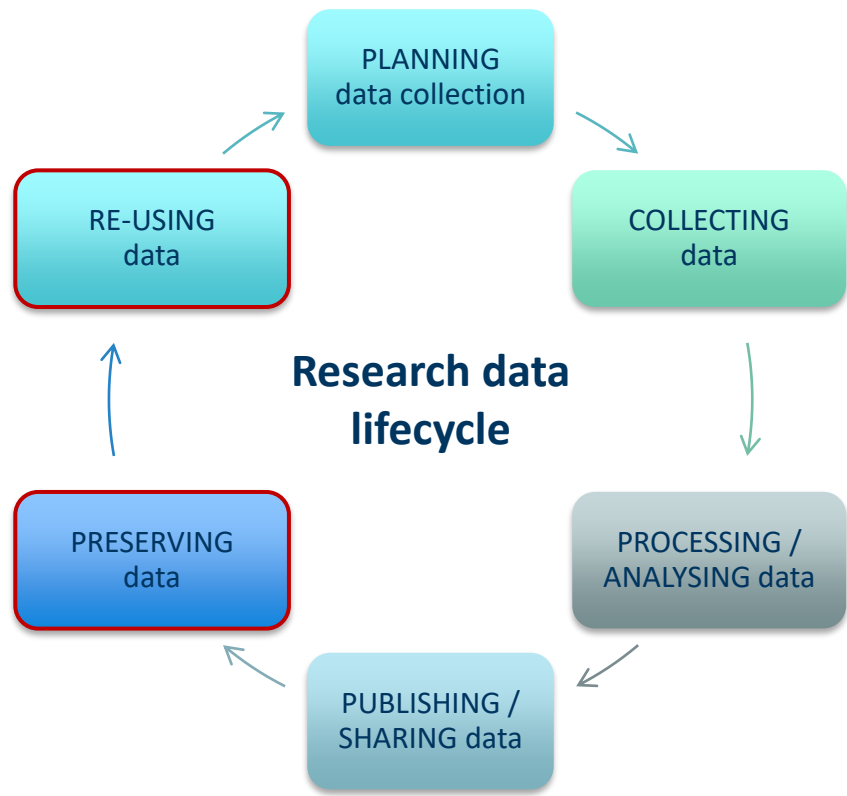 PLANNING
data collection
RE-USING
data
COLLECTING
data
Research data
lifecycle
PRESERVING
data
PROCESSING /
ANALYSING data
PUBLISHING /
SHARING data